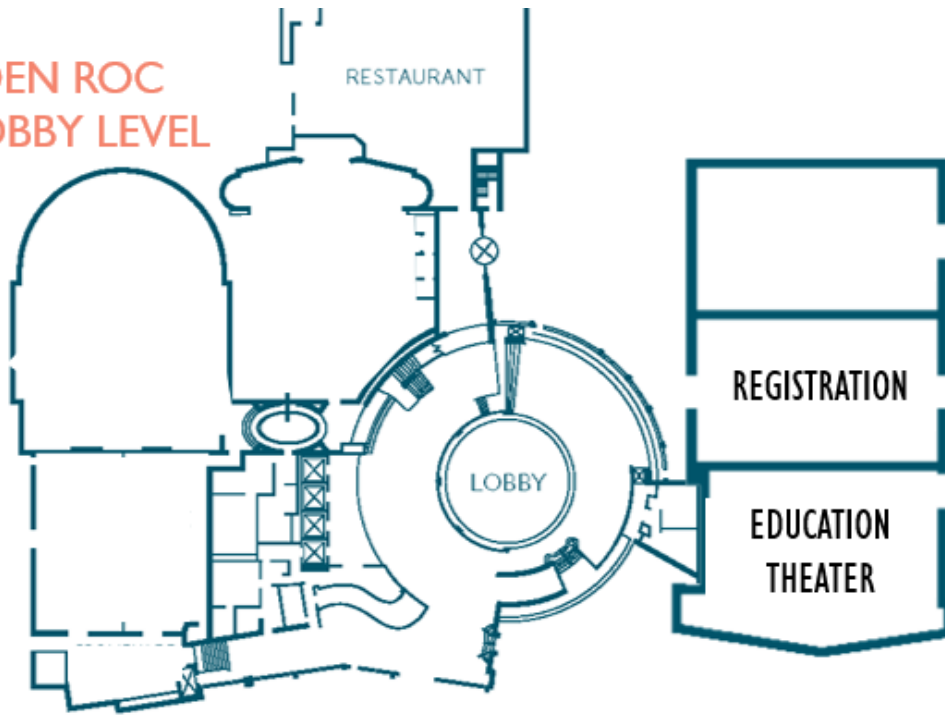 DEN ROC
OBBY LEVEL
RESTAURANT
REGISTRATION
LOBBY
EDUCATION
THEATER